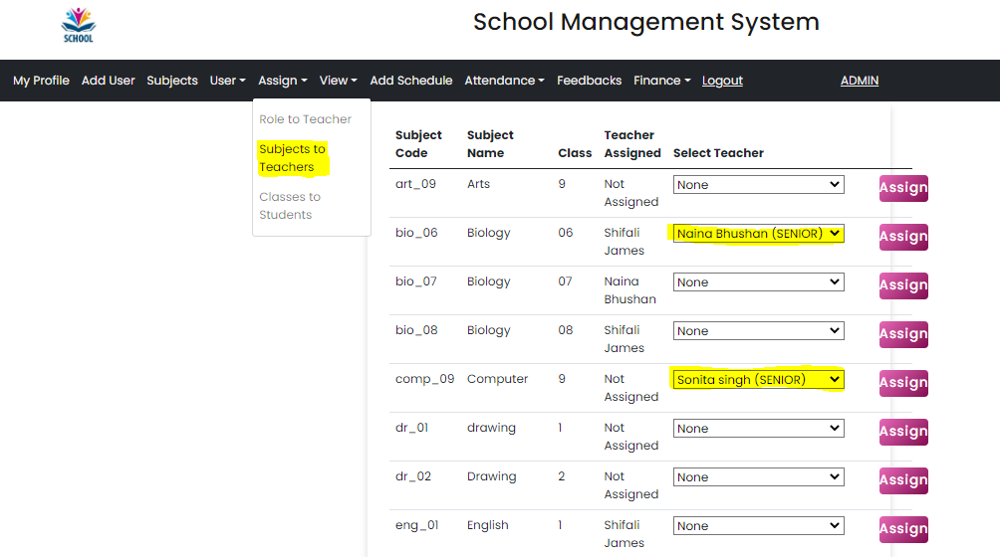 SCHOOL
School Management System
My Profile Add User Subjects User Assign View Add Schedule Attendance Feedbacks Finance Logout ADMIN
Role to Teacher
Subjects to
Teachers
Classes to
Students
Subject Code Subject Name Class Teacher Assigned Select Teacher
art_09 Arts 9 Not Assigned None Assign
bio_06 Biology 06 Shifali James Naina Bhushan (SENIOR) Assign
bio_07 Biology 07 Naina Bhushan None Assign
bio_08 Biology 08 Shifali James None Assign
comp_09 Computer 9 Not Assigned Sonita singh (SENIOR) Assign
dr_01 drawing 1 Not Assigned None Assign
dr_02 Drawing 2 Not Assigned None Assign
eng_01 English 1 Shifali James None Assign